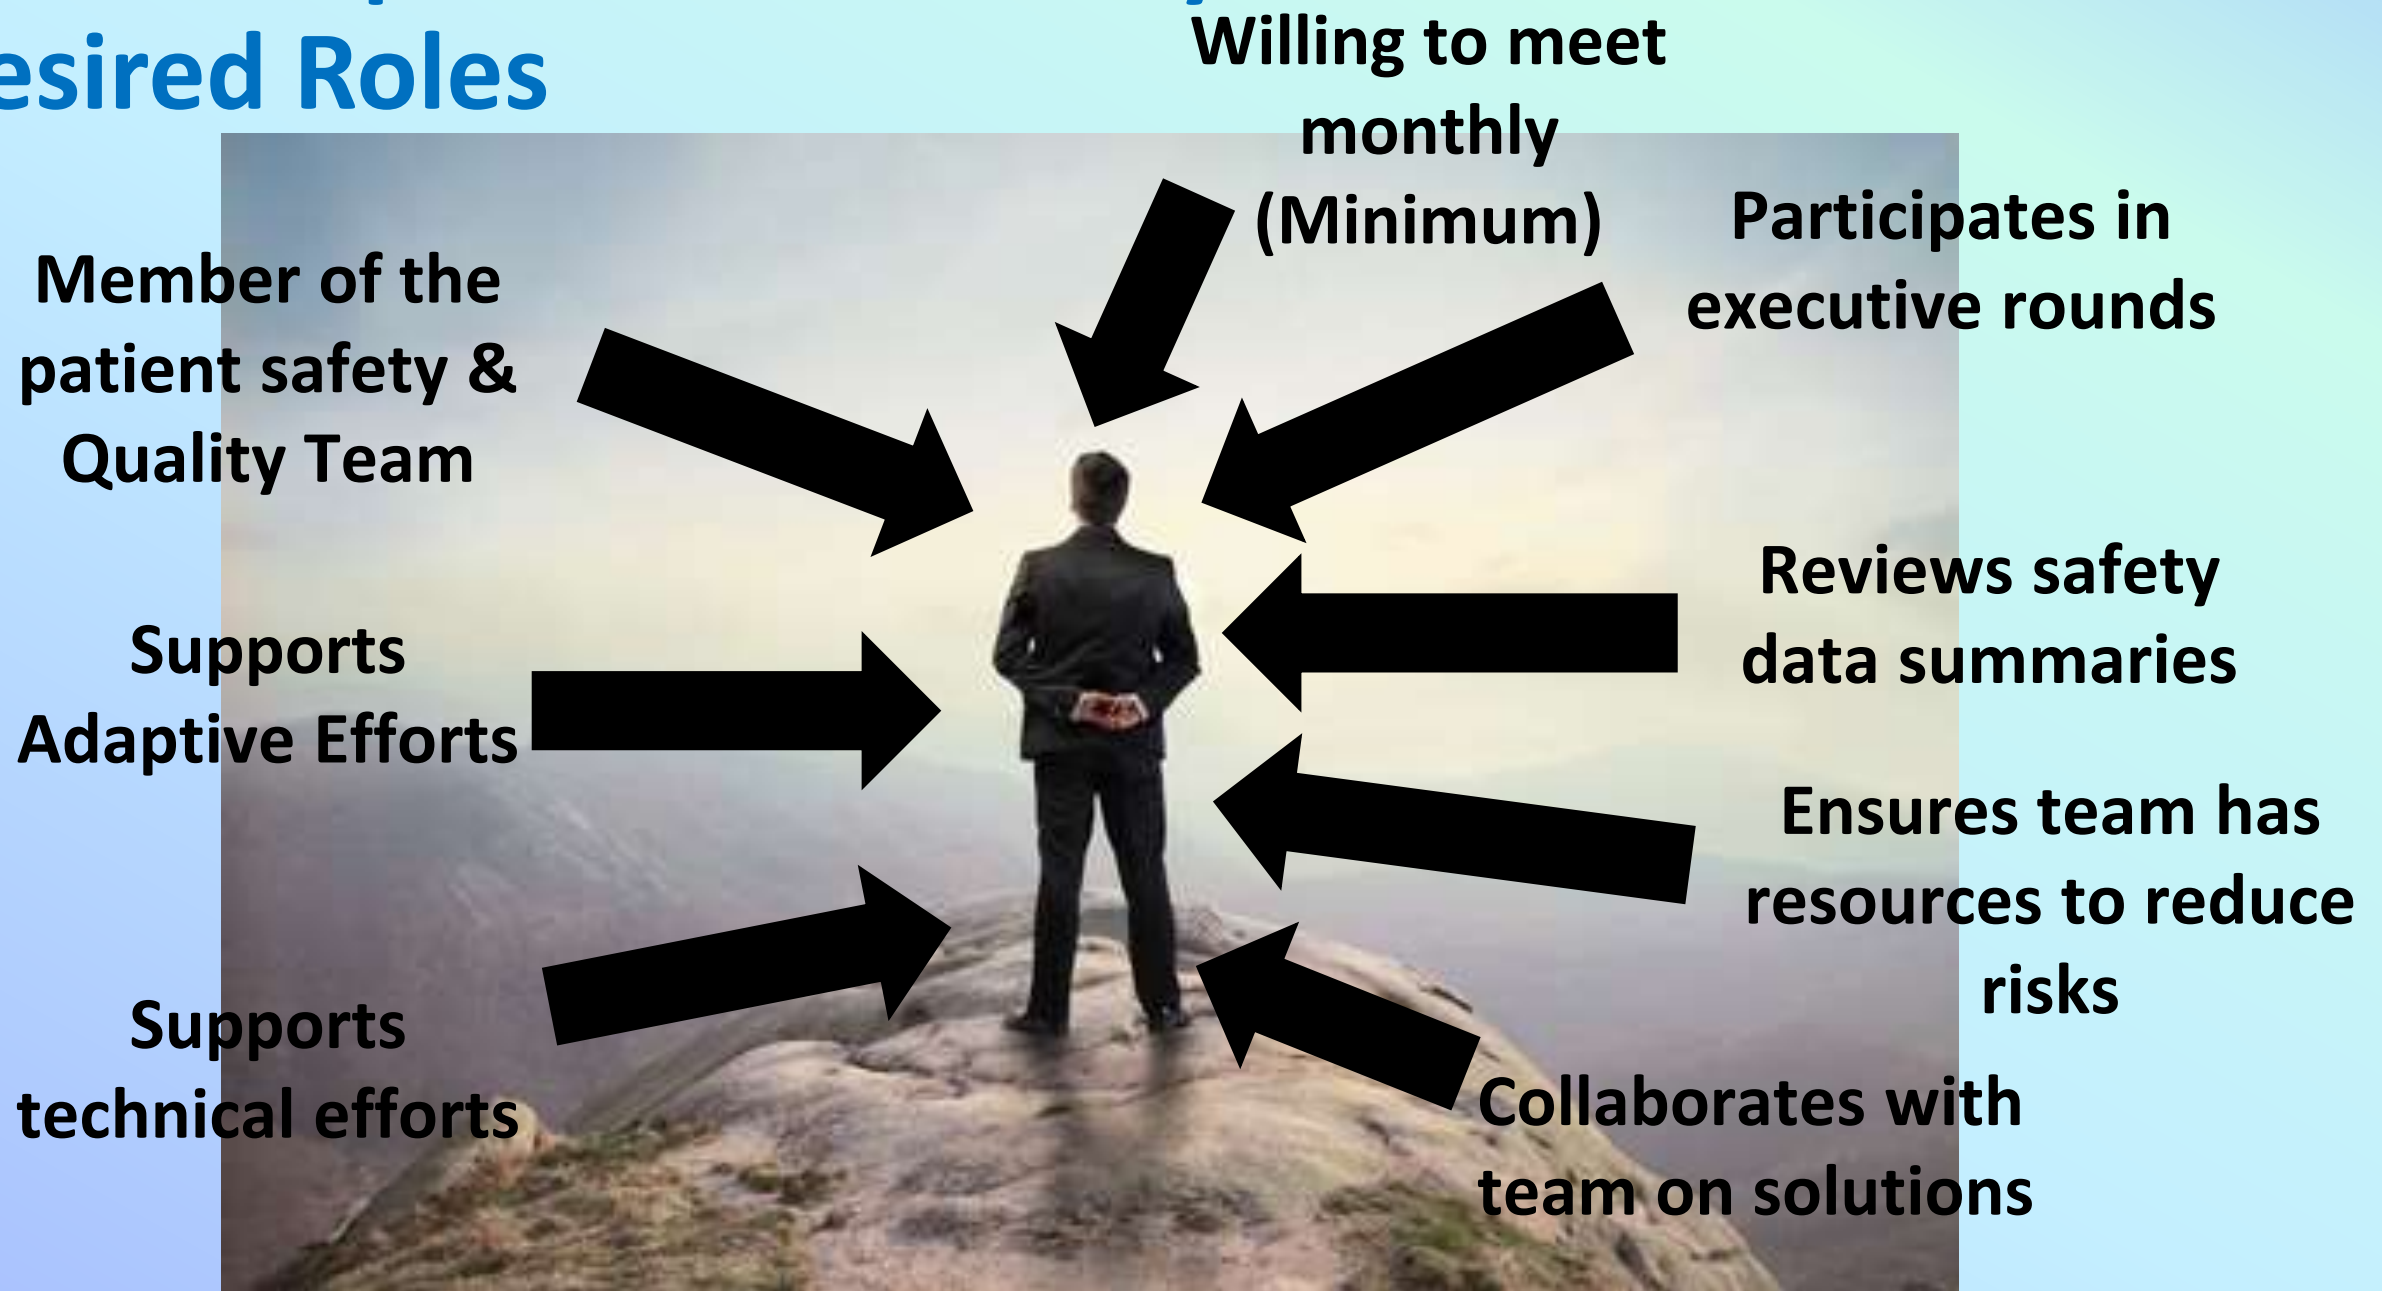 esired Roles
Willing to meet
monthly
(Minimum)
Participates in
executive rounds
Member of the
patient safety &
Quality Team
Reviews safety
data summaries
Supports
Adaptive Efforts
Ensures team has
resources to reduce
risks
Supports
technical efforts
Collaborates with
team on solutions